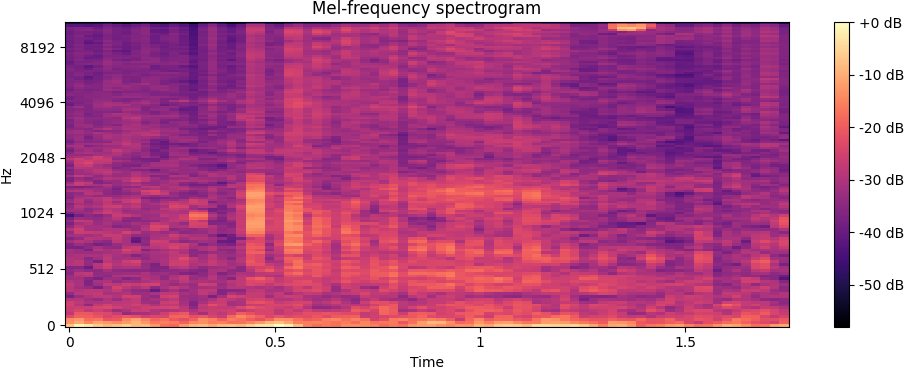 Mel-frequency spectrogram
+0 dB
8192
-10 dB
4096
-20 dB
Hz
2048
-30 dB
1024
-40 dB
512
-50 dB
0
0
0.5
1
1.5
Time